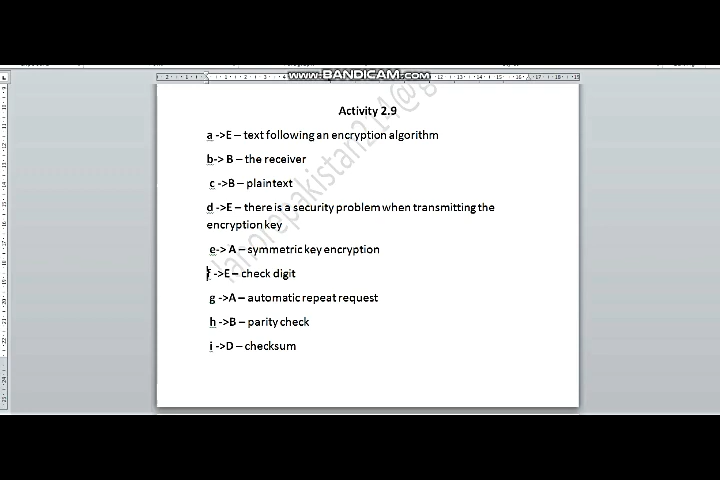 www.BANDICAM.com
Activity 2.9
a ->E – text following an encryption algorithm
b-> B – the receiver
c ->B – plaintext
d ->E – there is a security problem when transmitting the
encryption key
e-> A – symmetric key encryption
f ->E – check digit
g ->A – automatic repeat request
h ->B – parity check
i ->D – checksum